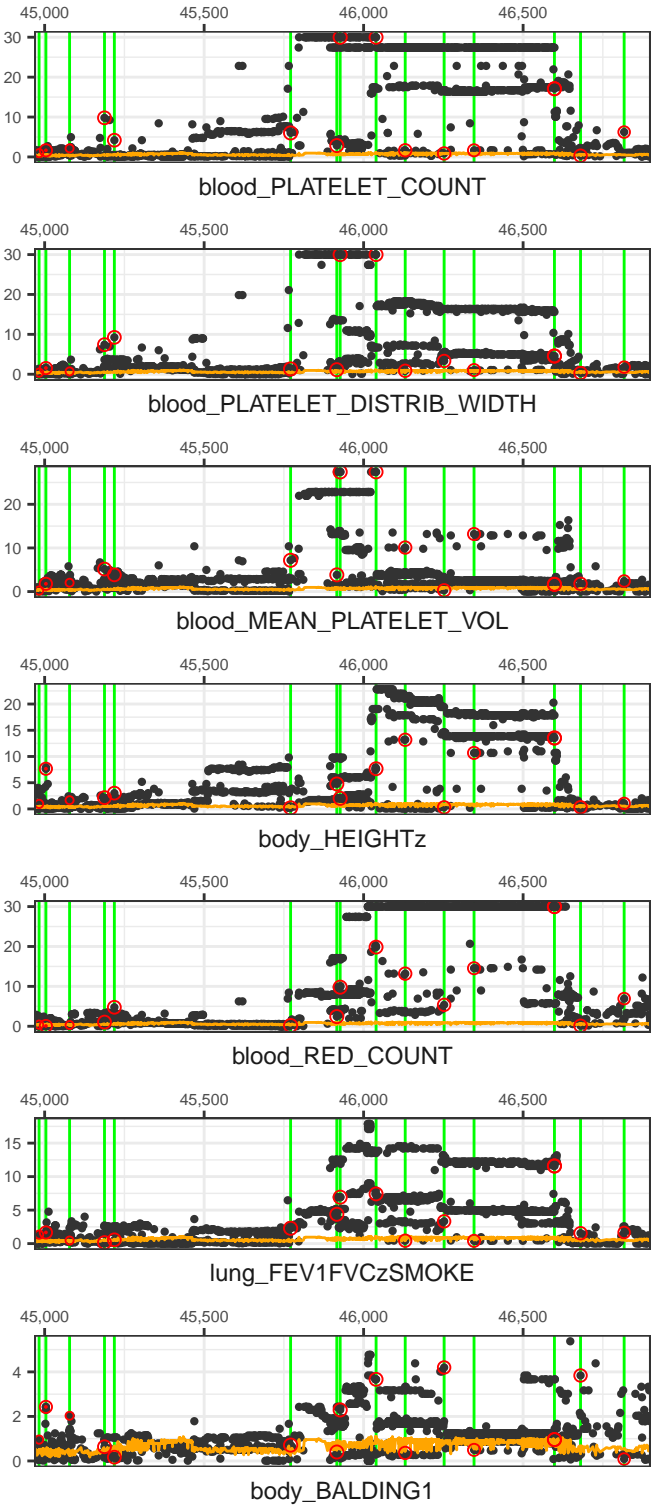 45,000 45,500 46,000 46,500
30
20
10
0
blood_PLATELET_COUNT
45,000 45,500 46,000 46,500
30
20
10
0
blood_PLATELET_DISTRIB_WIDTH
45,000 45,500 46,000 46,500
20
10
0
blood_MEAN_PLATELET_VOL
45,000 45,500 46,000 46,500
20
15
10
5
0
body_HEIGHTz
45,000 45,500 46,000 46,500
30
20
10
0
blood_RED_COUNT
45,000 45,500 46,000 46,500
15
10
5
0
lung_FEV1FVCzSMOKE
45,000 45,500 46,000 46,500
4
2
0
body_BALDING1